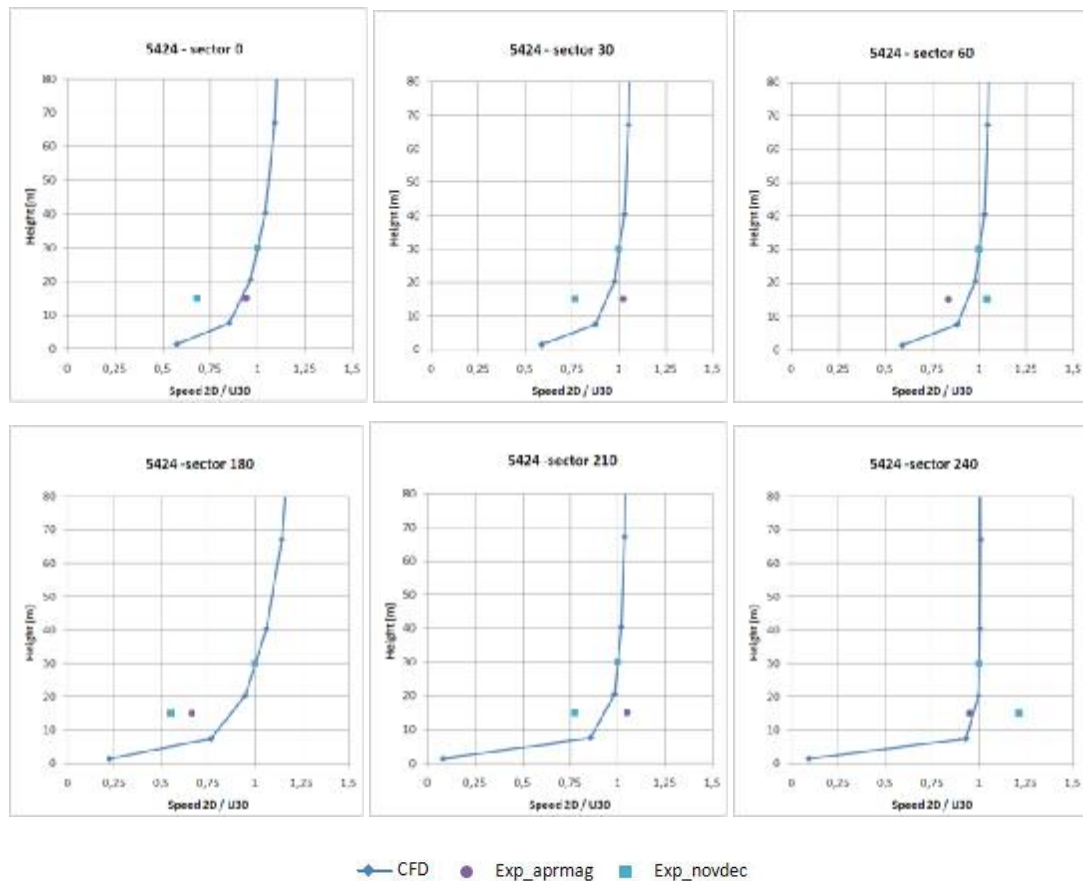 5424 - sector 0
5424 - sector 30
5424 - sector 60
80
70
60
50
40
30
20
10
0
Height [m]
0 0,25 0,5 0,75 1 1,25 1,5
Speed 2D / U30
80
70
60
50
40
30
20
10
0
Height [m]
0 0,25 0,5 0,75 1 1,25 1,5
Speed 2D / U30
80
70
60
50
40
30
20
10
0
Height [m]
0 0,25 0,5 0,75 1 1,25 1,5
Speed 2D / U30
5424 -sector 180
5424 -sector 210
5424 -sector 240
80
70
60
50
40
30
20
10
0
Height [m]
0 0,25 0,5 0,75 1 1,25 1,5
Speed 2D / U30
80
70
60
50
40
30
20
10
0
Height [m]
0 0,25 0,5 0,75 1 1,25 1,5
Speed 2D / U30
80
70
60
50
40
30
20
10
0
Height [m]
0 0,25 0,5 0,75 1 1,25 1,5
Speed 2D / U30
CFD Exp_aprmag Exp_novdec